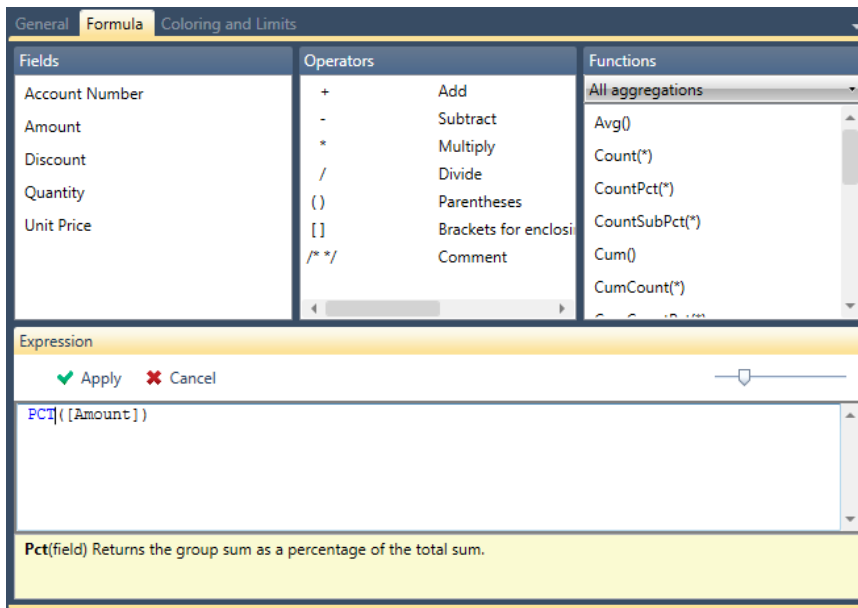 General Formula Coloring and Limits
Fields
Account Number
Amount
Discount
Quantity
Unit Price
Operators
+ Add
- Subtract
* Multiply
/ Divide
( ) Parentheses
[ ] Brackets for enclosi
/* */ Comment
Functions
All aggregations
Avg()
Count(*)
CountPct(*)
CountSubPct(*)
Cum()
CumCount(*)
Expression
Apply Cancel
PCT([Amount])
Pct(field) Returns the group sum as a percentage of the total sum.